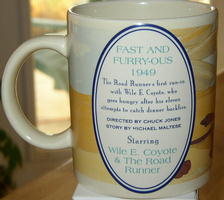 FAST AND
FURRY-OUS
1949
The Road Runner's first run-in
with Wile E. Coyote, who
goes hungry after his eleven
attempts to catch dinner backfire.
DIRECTED BY CHUCK JONES
STORY BY MICHAEL MALTESE
Starring
Wile E. Coyote
& The Road
Runner